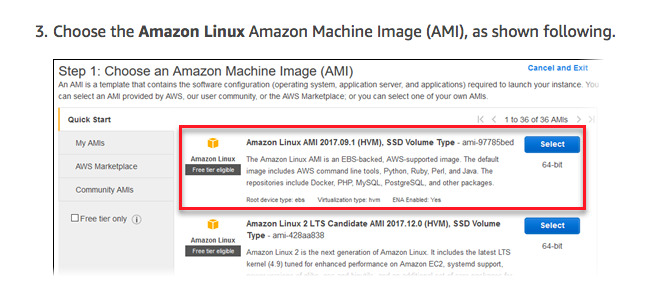 3. Choose the Amazon Linux Amazon Machine Image (AMI), as shown following.
Step 1: Choose an Amazon Machine Image (AMI)
Cancel and Exit
An AMI is a template that contains the software configuration (operating system, application server, and applications) required to launch your instance. You
can select an AMI provided by AWS, our user community, or the AWS Marketplace; or you can select one of your own AMIs.
Quick Start
1 to 36 of 36 AMIs
My AMIs
AWS Marketplace
Community AMIs
Free tier only
Amazon Linux
Free tier eligible
Amazon Linux AMI 2017.09.1 (HVM), SSD Volume Type - ami-97785bed
The Amazon Linux AMI is an EBS-backed, AWS-supported image. The default
image includes AWS command line tools, Python, Ruby, Perl, and Java. The
repositories include Docker, PHP, MySQL, PostgreSQL, and other packages.
Root device type: ebs Virtualization type: hvm ENA Enabled: Yes
Select
64-bit
Amazon Linux
Free tier eligible
Amazon Linux 2 LTS Candidate AMI 2017.12.0 (HVM), SSD Volume
Type - ami-428aa838
Amazon Linux 2 is the next generation of Amazon Linux. It includes the latest LTS
kernel (4.9) tuned for enhanced performance on Amazon EC2, systemd support,
Select
64-bit